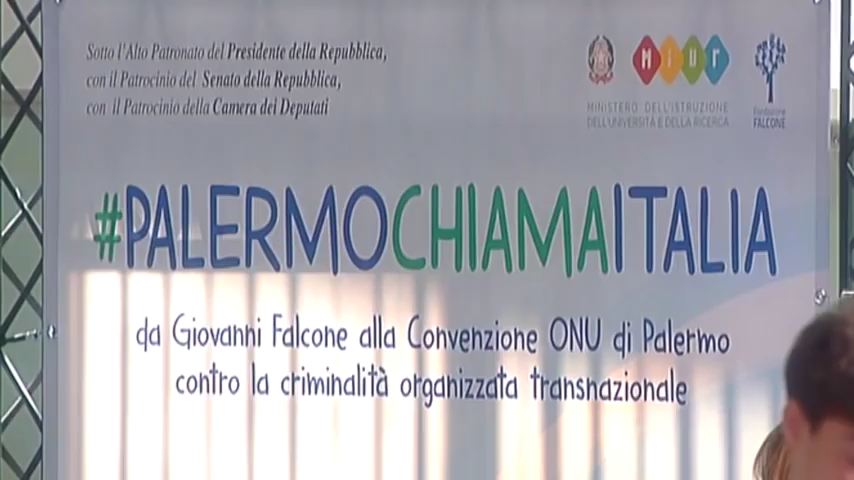 Sotto l'Alto Patronato del Presidente della Repubblica,
con il Patrocinio del Senato della Repubblica,
con il Patrocinio della Camera dei Deputati
MIUR
MINISTERO DELL'ISTRUZIONE
DELL'UNIVERSITÀ E DELLA RICERCA
Fondazione
FALCONE
#PALERMOCHIAMAITALIA
da Giovanni Falcone alla Convenzione ONU di Palermo
contro la criminalità organizzata transnazionale